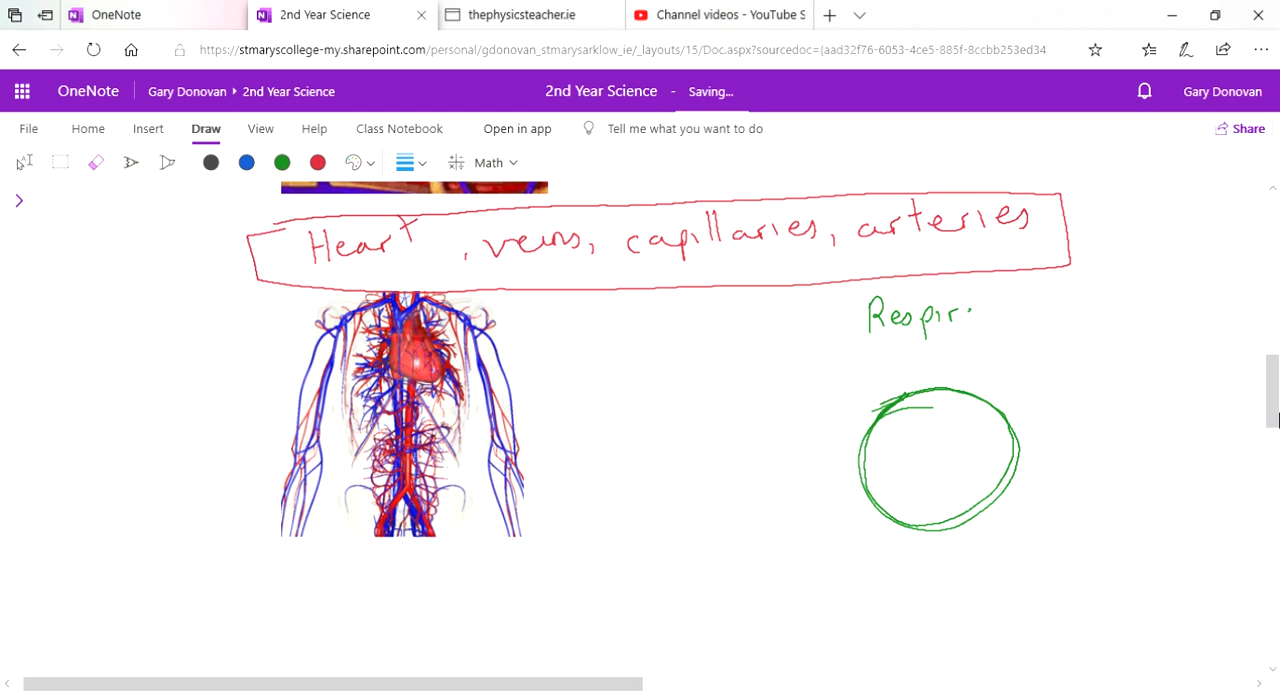 OneNote
2nd Year Science
thephysicsteacher.ie
Channel videos - YouTube S
https://stmaryscollege-my.sharepoint.com/personal/gdonovan_stmarysarklow_ie/_layouts/15/Doc.aspx?sourcedoc={aad32f76-6053-4ce5-885f-8ccbb253ed34
OneNote
Gary Donovan ▸ 2nd Year Science
2nd Year Science - Saving...
Gary Donovan
File Home Insert Draw View Help Class Notebook Open in app Tell me what you want to do
Share
Math
Heart, veins, capillaries, arteries
Respir